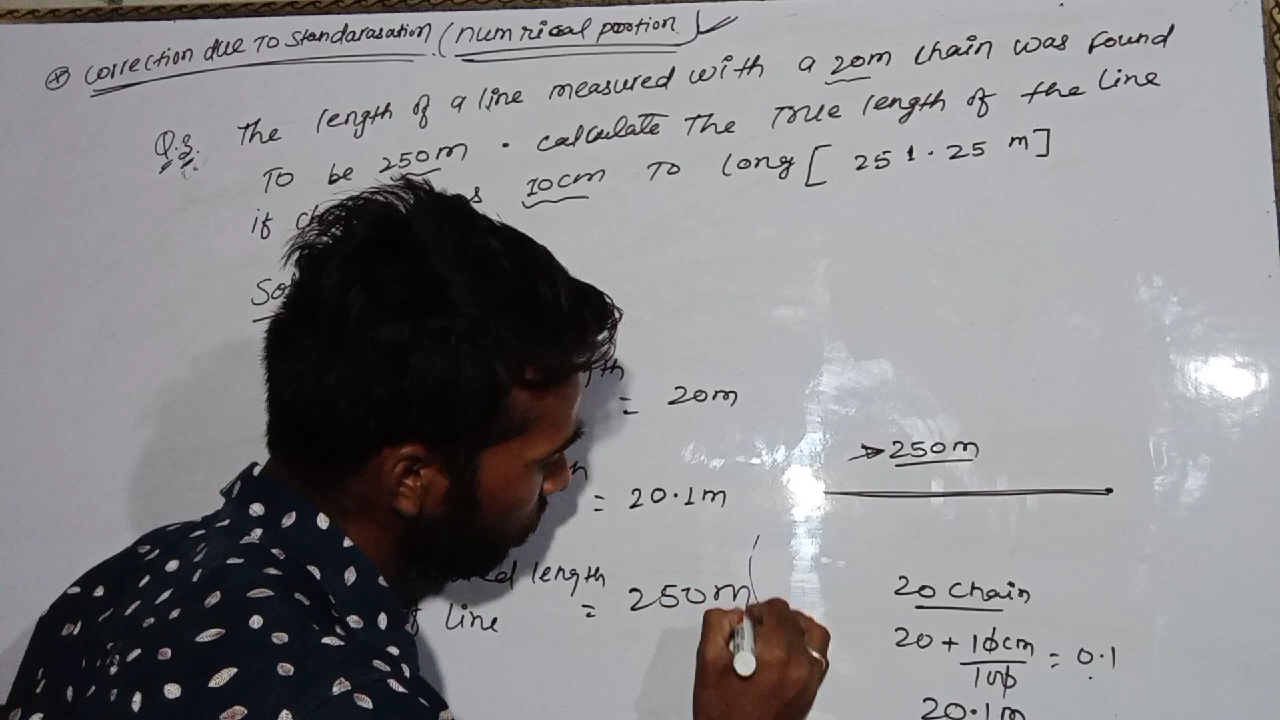 ⊛ correction due To standarasation (numrical portion)
Q.3. The length of a line measured with a 20m chain was found
To be 250m . calculate The True length of the line
if 10cm To long [ 251.25 m ]
= 20m
= 20.1m
length
of line = 250m
→ 250m
20 chain
20 + 10cm / 100 = 0.1
20.1m